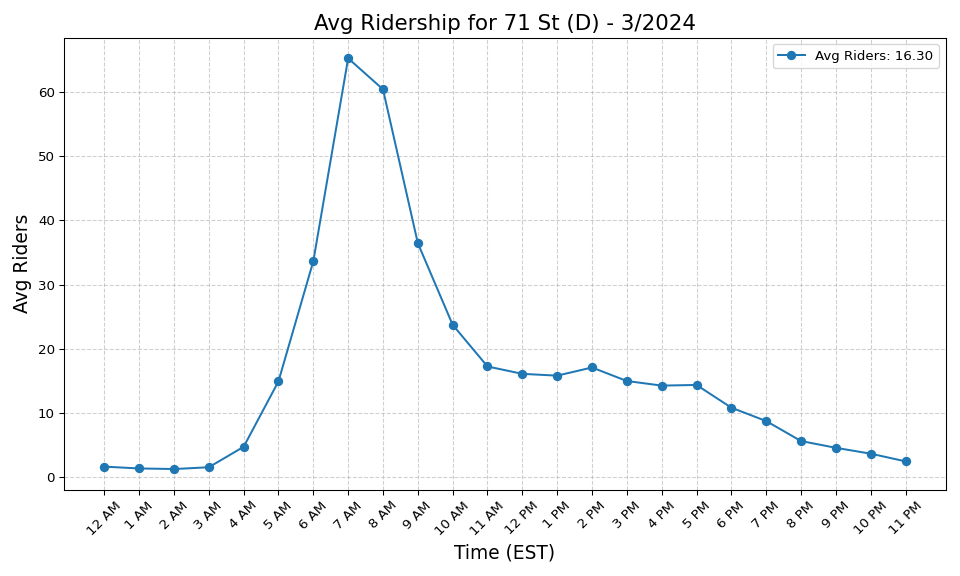 Avg Ridership for 71 St (D) - 3/2024
Avg Riders: 16.30
Avg Riders
60
50
40
30
20
10
0
12 AM
1 AM
2 AM
3 AM
4 AM
5 AM
6 AM
7 AM
8 AM
9 AM
10 AM
11 AM
12 PM
1 PM
2 PM
3 PM
4 PM
5 PM
6 PM
7 PM
8 PM
9 PM
10 PM
11 PM
Time (EST)